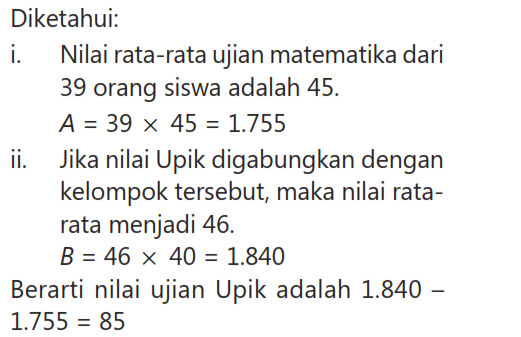 Diketahui:
i. Nilai rata-rata ujian matematika dari
39 orang siswa adalah 45.
A = 39 × 45 = 1.755
ii. Jika nilai Upik digabungkan dengan
kelompok tersebut, maka nilai rata-
rata menjadi 46.
B = 46 × 40 = 1.840
Berarti nilai ujian Upik adalah 1.840 –
1.755 = 85